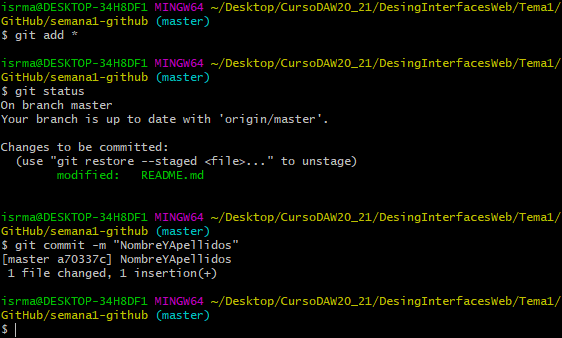 isrma@DESKTOP-34H8DF1 MINGW64 ~/Desktop/CursoDAW20_21/DesingInterfacesWeb/Tema1/
GitHub/semana1-github (master)
$ git add *
isrma@DESKTOP-34H8DF1 MINGW64 ~/Desktop/CursoDAW20_21/DesingInterfacesWeb/Tema1/
GitHub/semana1-github (master)
$ git status
On branch master
Your branch is up to date with 'origin/master'.
Changes to be committed:
  (use "git restore --staged <file>..." to unstage)
        modified:   README.md
isrma@DESKTOP-34H8DF1 MINGW64 ~/Desktop/CursoDAW20_21/DesingInterfacesWeb/Tema1/
GitHub/semana1-github (master)
$ git commit -m "NombreYApellidos"
[master a70337c] NombreYApellidos
 1 file changed, 1 insertion(+)
isrma@DESKTOP-34H8DF1 MINGW64 ~/Desktop/CursoDAW20_21/DesingInterfacesWeb/Tema1/
GitHub/semana1-github (master)
$